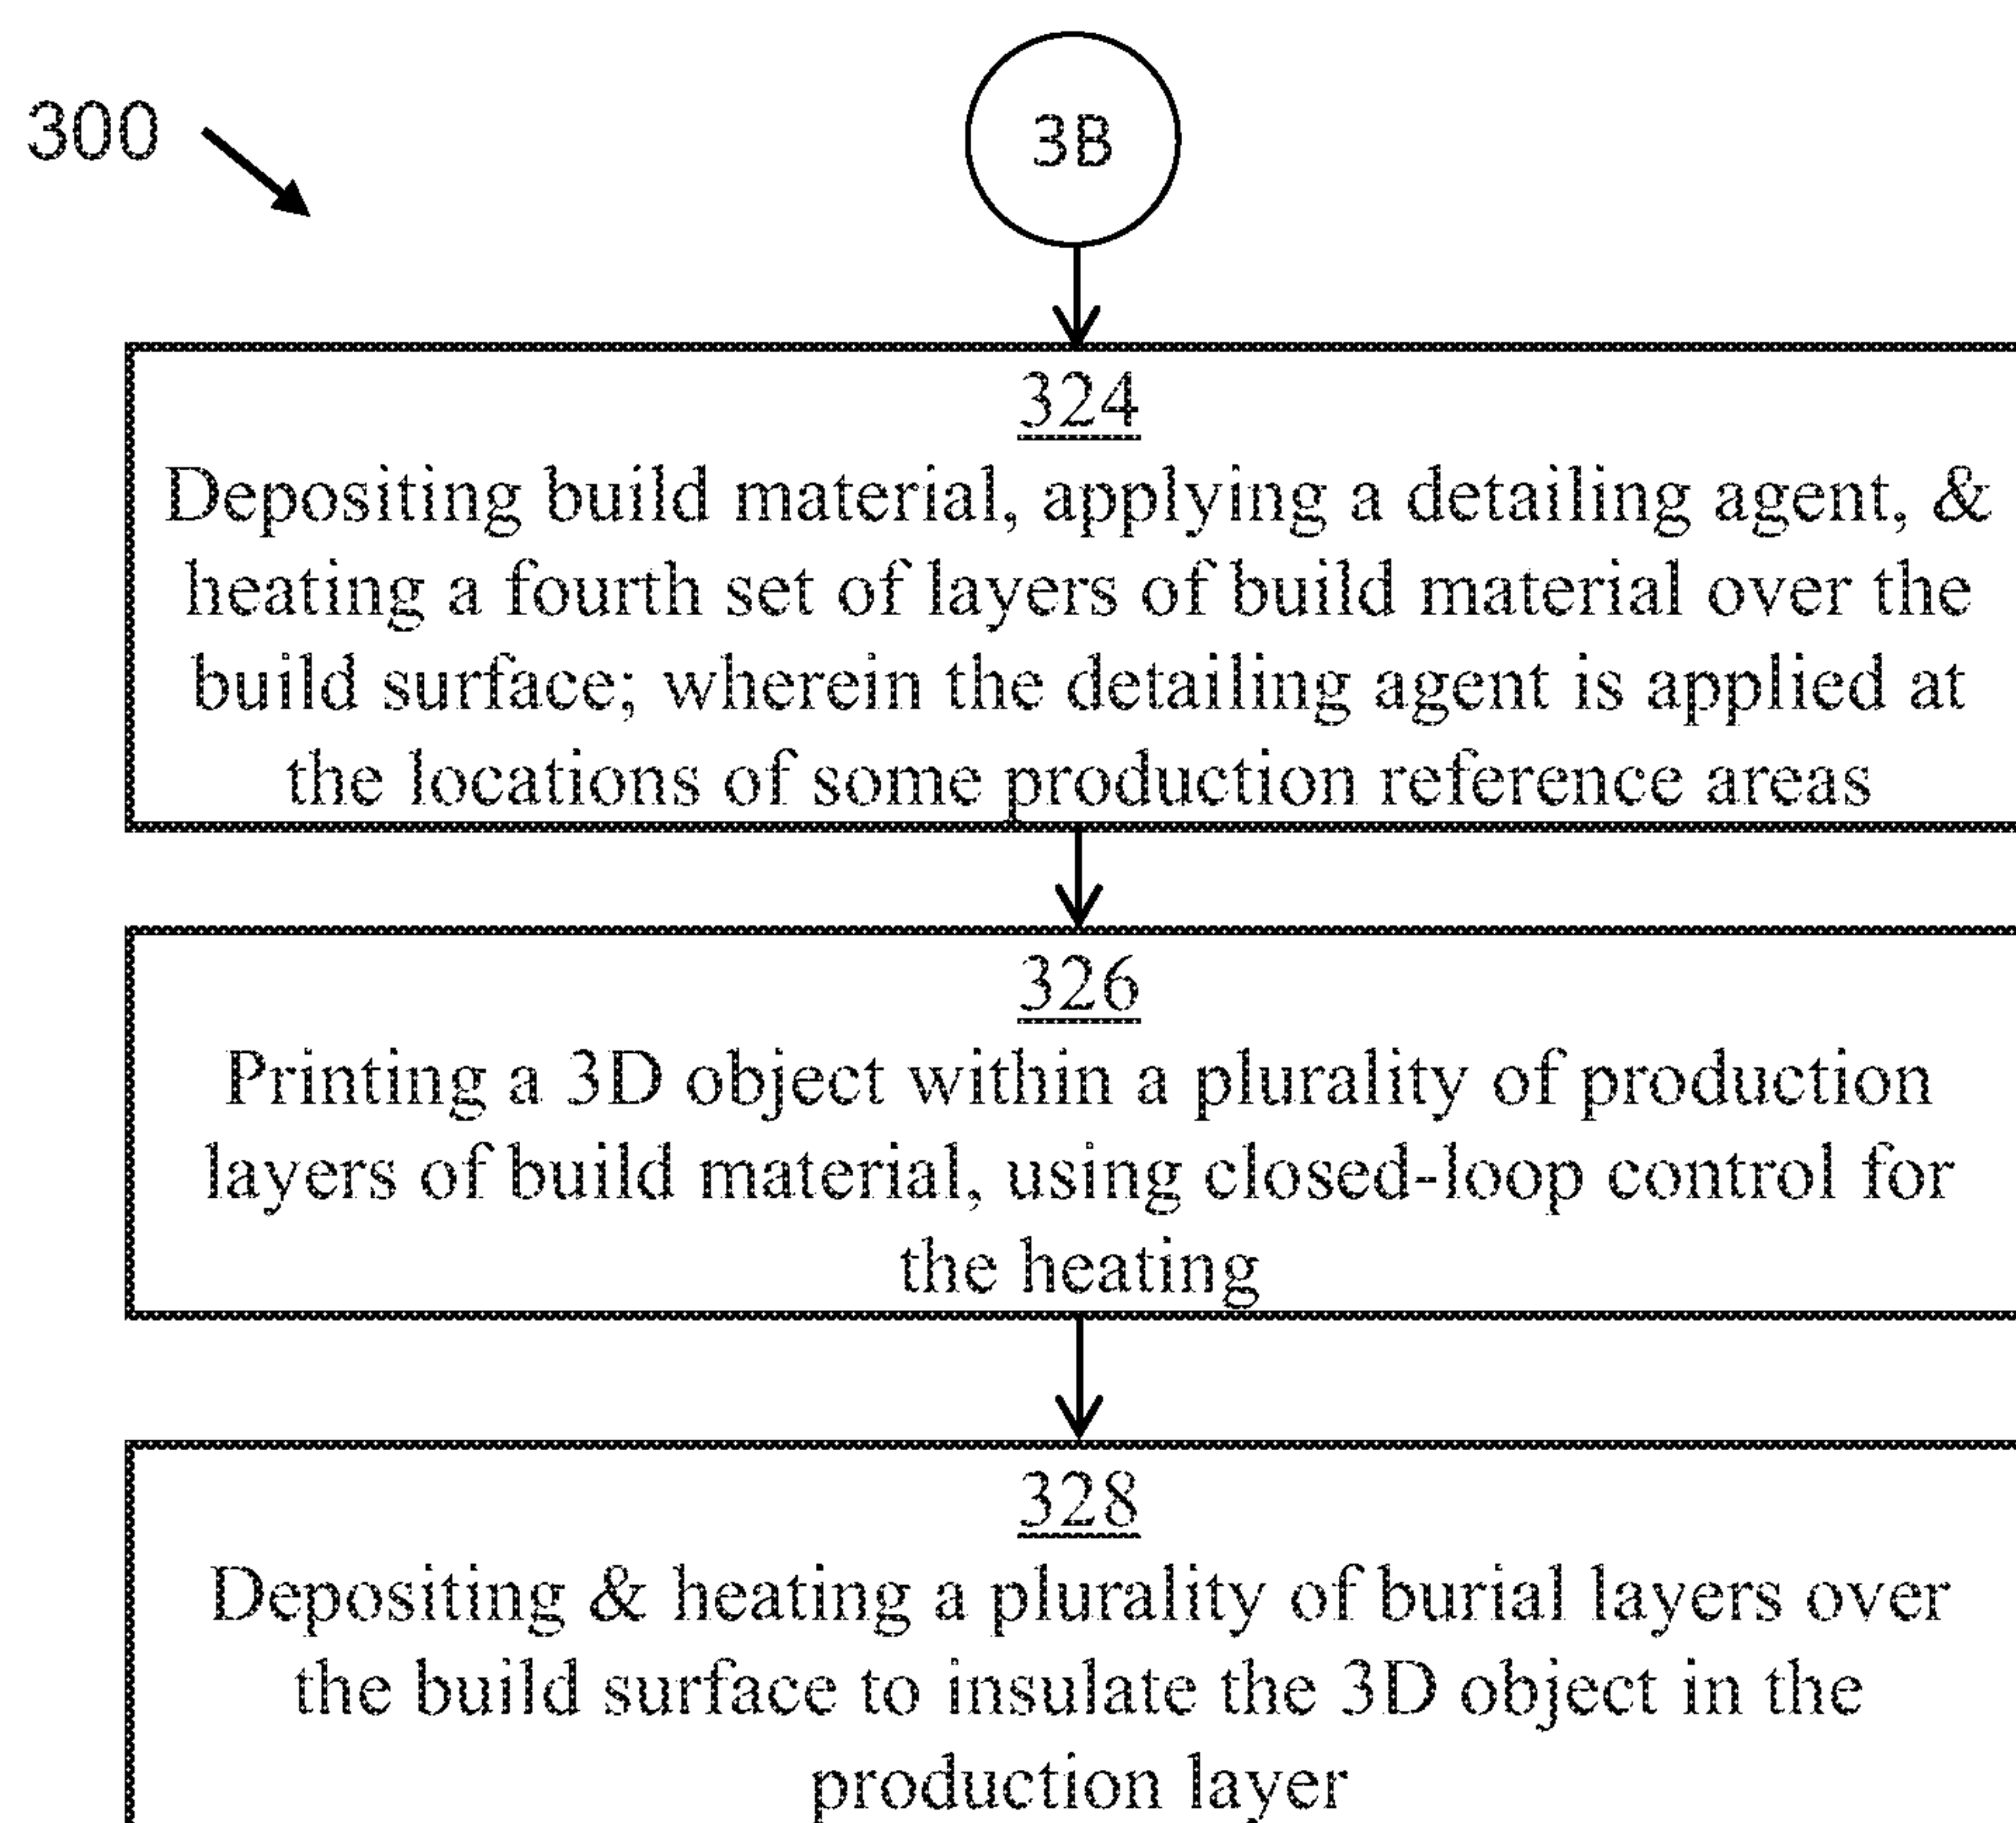 300
3B
324
Depositing build material, applying a detailing agent, &
heating a fourth set of layers of build material over the
build surface; wherein the detailing agent is applied at
the locations of some production reference areas
326
Printing a 3D object within a plurality of production
layers of build material, using closed-loop control for
the heating
328
Depositing & heating a plurality of burial layers over
the build surface to insulate the 3D object in the
production layer